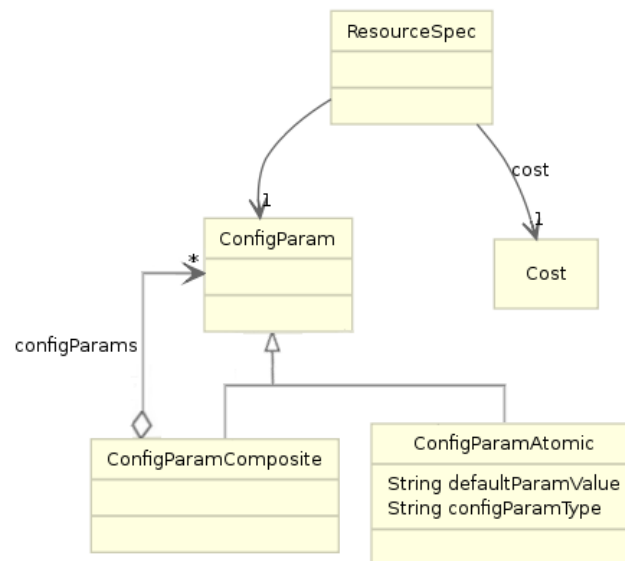 ResourceSpec
cost
1
1
ConfigParam
*
Cost
configParams
ConfigParamComposite
ConfigParamAtomic
String defaultParamValue
String configParamType